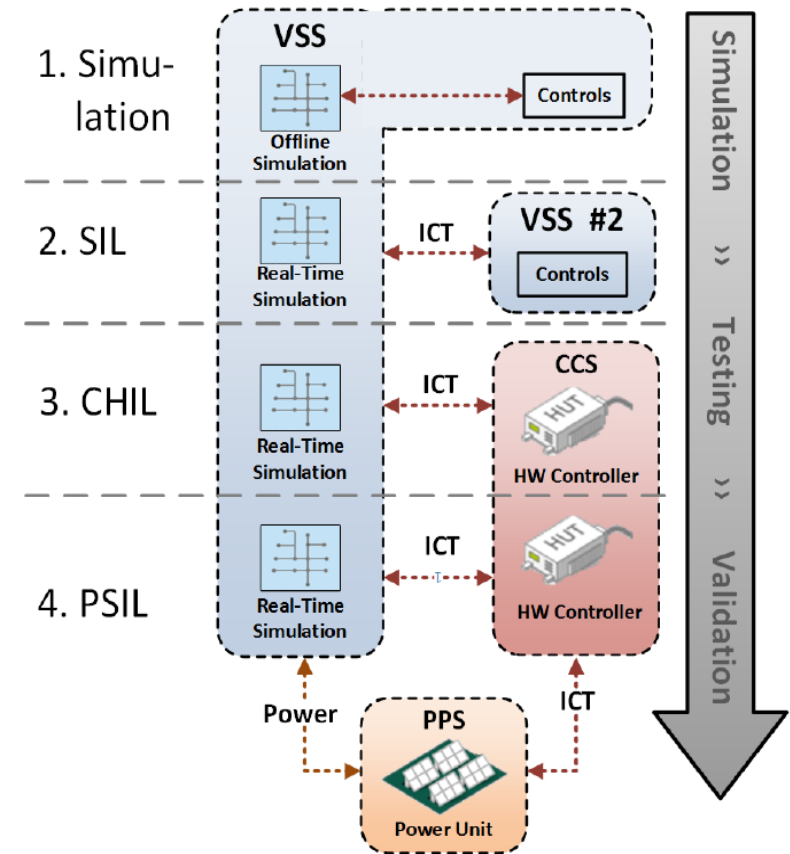 VSS
1. Simu-
lation
Controls
Offline
Simulation
2. SIL
ICT
VSS #2
Real-Time
Simulation
Controls
3. CHIL
ICT
CCS
HUT
Real-Time
Simulation
HW Controller
4. PSIL
ICT
HUT
Real-Time
Simulation
HW Controller
Power
PPS
ICT
Power Unit
Simulation » Testing » Validation